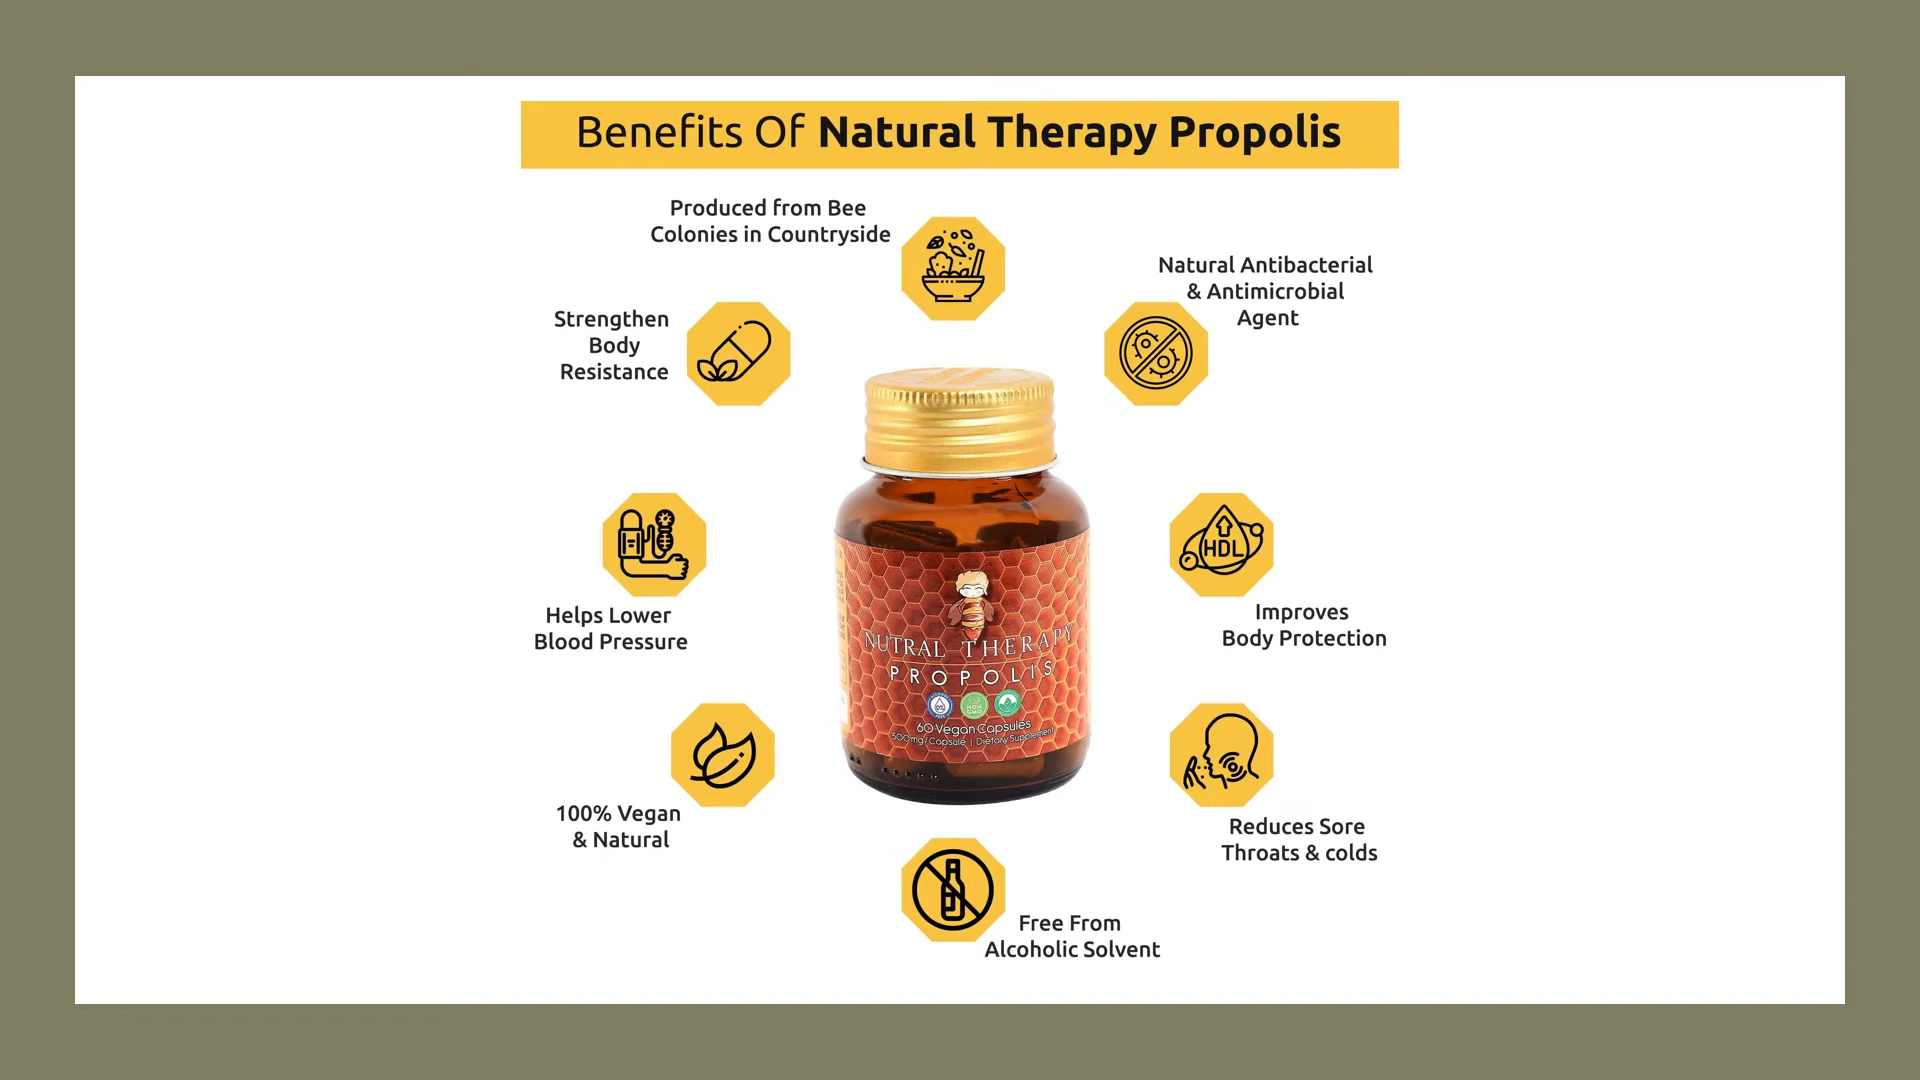 Benefits Of Natural Therapy Propolis
Produced from Bee
Colonies in Countryside
Natural Antibacterial
& Antimicrobial
Agent
Strengthen
Body
Resistance
HDL
Helps Lower
Blood Pressure
Improves
Body Protection
NUTRAL THERAPY
PROPOLIS
NON
GMO
60 Vegan Capsules
500mg/Capsule | Dietary Supplement
100% Vegan
& Natural
Reduces Sore
Throats & colds
Free From
Alcoholic Solvent